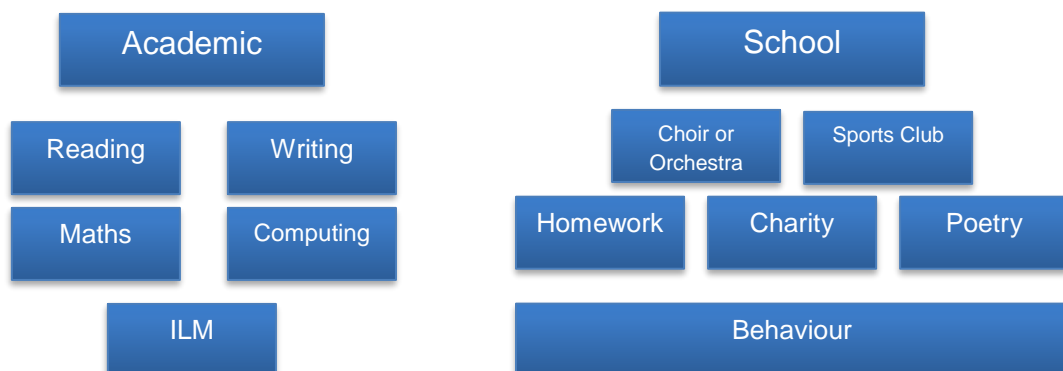 Academic
Reading
Writing
Maths
Computing
ILM
School
Choir or
Orchestra
Sports Club
Homework
Charity
Poetry
Behaviour